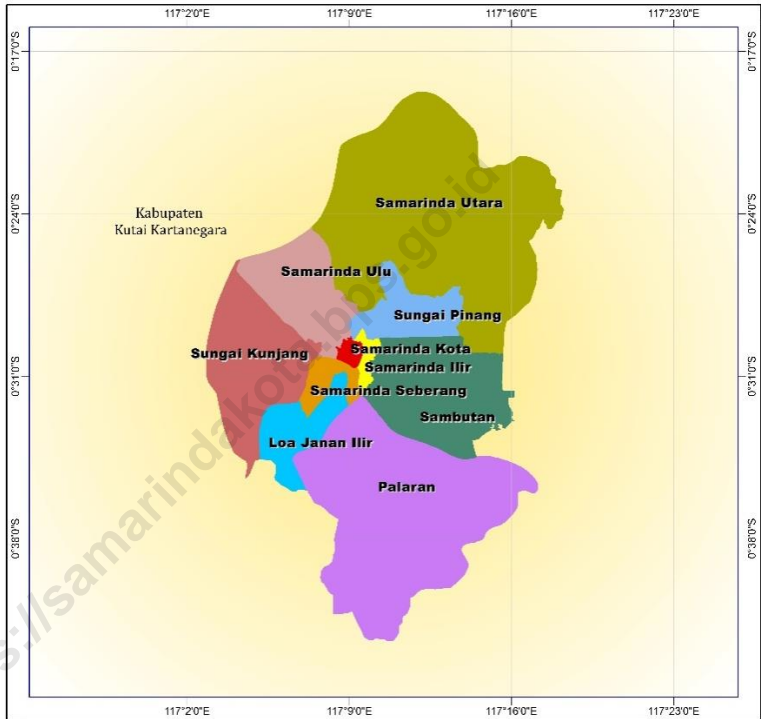 117°2'0"E 117°9'0"E 117°16'0"E 117°23'0"E
0°17'0"S 0°17'0"S
Samarinda Utara
0°24'0"S 0°24'0"S
Kabupaten
Kutai Kartanegara
Samarinda Ulu
Sungai Pinang
Samarinda Kota
Sungai Kunjang
Samarinda Ilir
0°31'0"S 0°31'0"S
Samarinda Seberang
Sambutan
Loa Janan Ilir
Palaran
0°38'0"S 0°38'0"S
117°2'0"E 117°9'0"E 117°16'0"E 117°23'0"E
s://samarindakota.bps.go.id